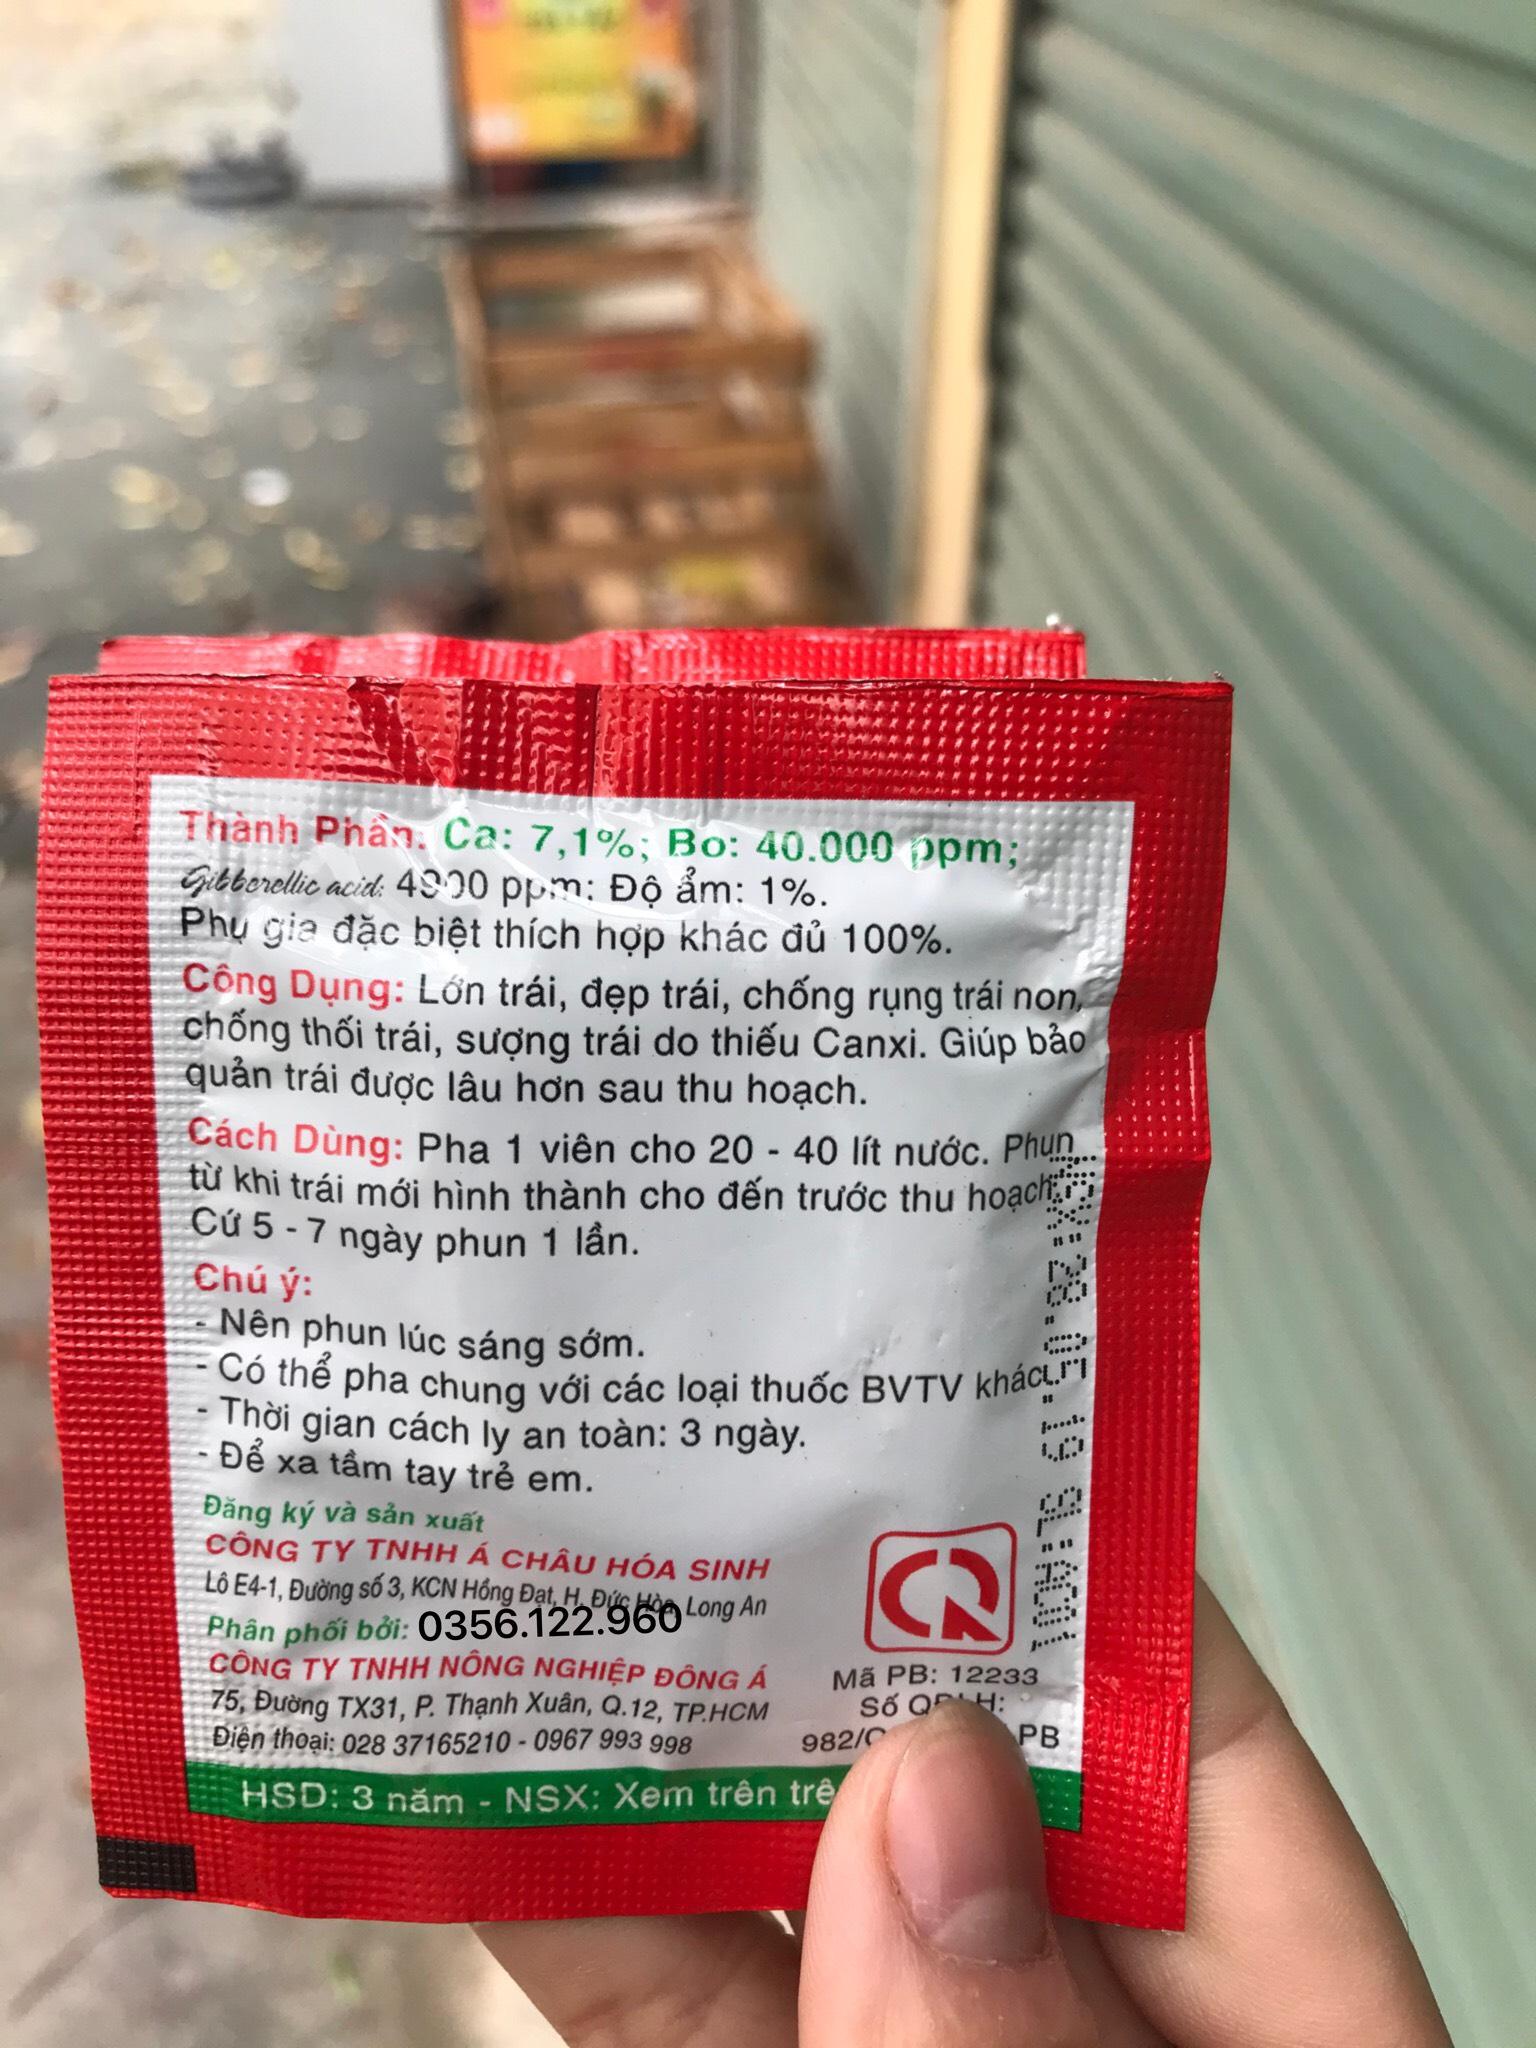 Thành Phần: Ca: 7,1%; Bo: 40.000 ppm;
Gibberellic acid: 4900 ppm: Độ ẩm: 1%.
Phụ gia đặc biệt thích hợp khác đủ 100%.
Công Dụng: Lớn trái, đẹp trái, chống rụng trái non,
chống thối trái, sượng trái do thiếu Canxi. Giúp bảo
quản trái được lâu hơn sau thu hoạch.
Cách Dùng: Pha 1 viên cho 20 - 40 lít nước. Phun
từ khi trái mới hình thành cho đến trước thu hoạch.
Cứ 5 - 7 ngày phun 1 lần.
Chú ý:
- Nên phun lúc sáng sớm.
- Có thể pha chung với các loại thuốc BVTV khác.
- Thời gian cách ly an toàn: 3 ngày.
- Để xa tầm tay trẻ em.
Đăng ký và sản xuất
CÔNG TY TNHH Á CHÂU HÓA SINH
Lô E4-1, Đường số 3, KCN Hồng Đạt, H. Đức Hòa, Long An
Phân phối bởi: 0356.122.960
CÔNG TY TNHH NÔNG NGHIỆP ĐÔNG Á
75, Đường TX31, P. Thạnh Xuân, Q.12, TP.HCM
Điện thoại: 028 37165210 - 0967 993 998
Mã PB: 12233
Số
982/ PB
HSD: 3 năm - NSX: Xem trên